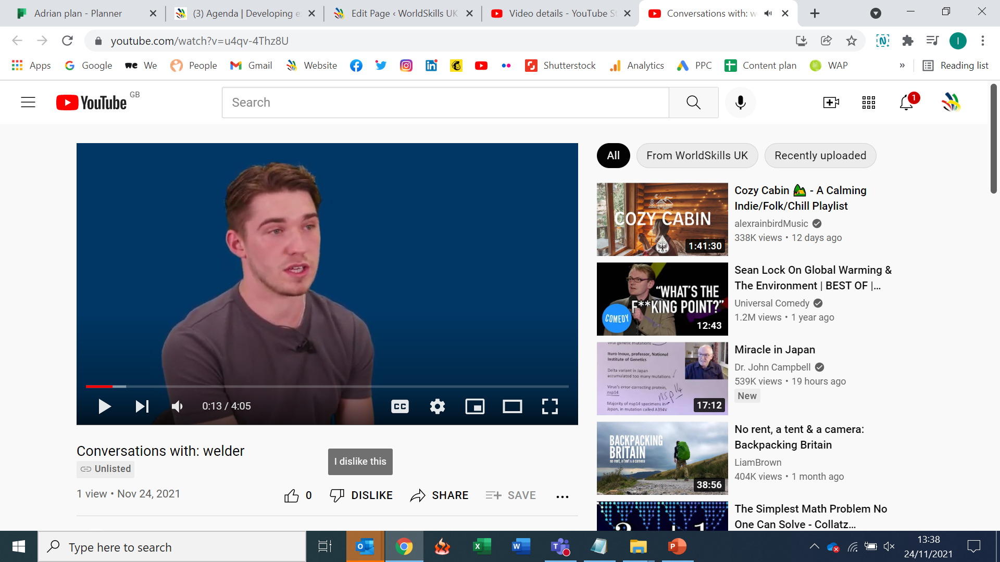 Adrian plan - Planner
(3) Agenda | Developing e
Edit Page ‹ WorldSkills UK
Video details - YouTube St
Conversations with: w
youtube.com/watch?v=u4qv-4Thz8U
I
Apps
Google
We
People
Gmail
Website
Shutterstock
Analytics
PPC
Content plan
WAP
»
Reading list
YouTube GB
Search
1
All
From WorldSkills UK
Recently uploaded
COZY CABIN
1:41:30
Cozy Cabin 🏕 - A Calming
Indie/Folk/Chill Playlist
alexrainbirdMusic
338K views • 12 days ago
"WHAT'S THE
F**KING POINT?"
COMEDY
12:43
Sean Lock On Global Warming &
The Environment | BEST OF |...
Universal Comedy
1.2M views • 1 year ago
viral genetic mutations
Ituro Inoue, professor, National
Institute of Genetics
Delta variant in Japan
accumulated too many mutations
Virus's error-correcting protein,
nsp14
nsp14
Majority of nsp14 specimens in
Japan, in mutation called A394V
17:12
Miracle in Japan
Dr. John Campbell
539K views • 19 hours ago
New
BACKPACKING
BRITAIN
no rent, a tent & a camera
38:56
No rent, a tent & a camera:
Backpacking Britain
LiamBrown
404K views • 1 month ago
The Simplest Math Problem No
One Can Solve - Collatz...
0:13 / 4:05
CC
Conversations with: welder
Unlisted
I dislike this
1 view • Nov 24, 2021
0
DISLIKE
SHARE
SAVE
Type here to search
13:38
24/11/2021